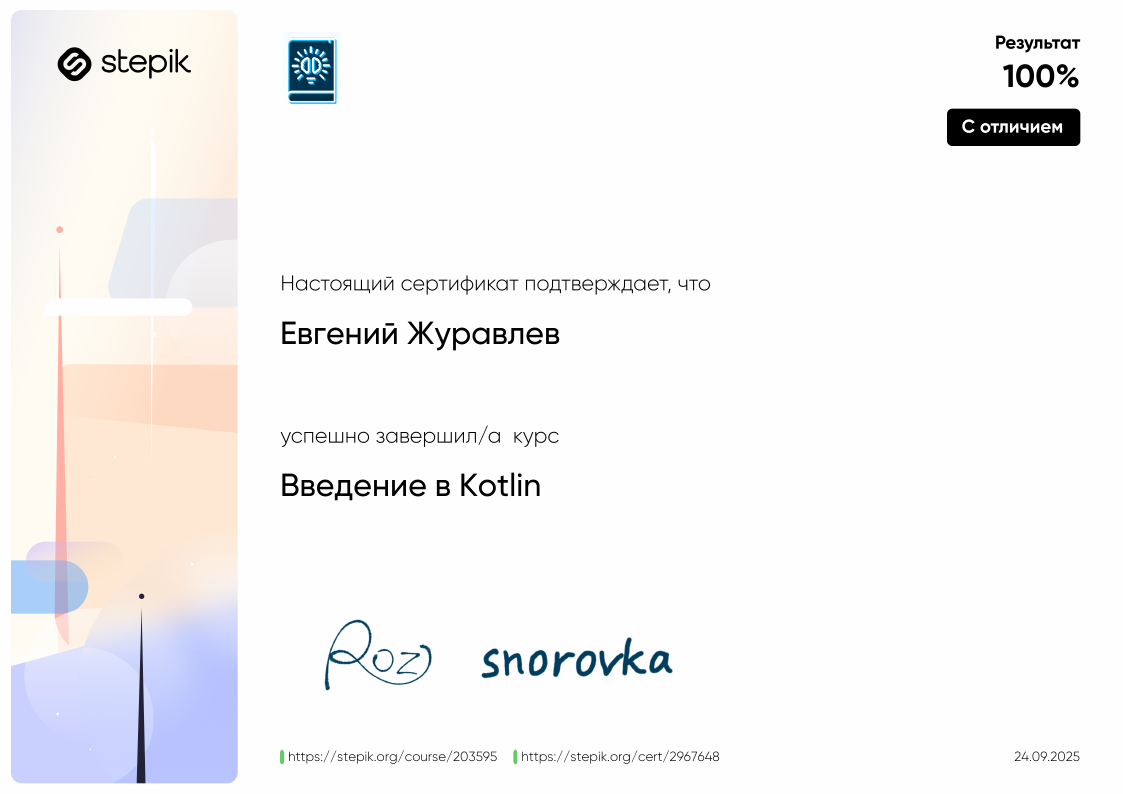 stepik
Результат
100%
С отличием
Настоящий сертификат подтверждает, что
Евгений Журавлев
успешно завершил/а курс
Введение в Kotlin
Roz snorovka
https://stepik.org/course/203595 https://stepik.org/cert/2967648 24.09.2025